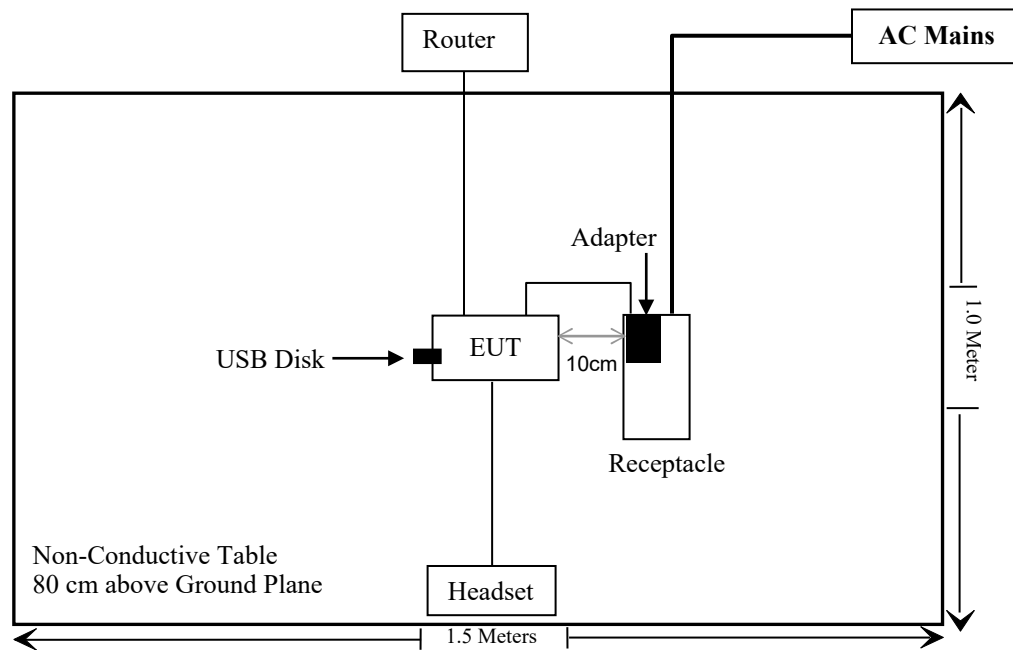 Router
AC Mains
Adapter
1.0 Meter
EUT
USB Disk
10cm
Receptacle
Non-Conductive Table
80 cm above Ground Plane
Headset
1.5 Meters